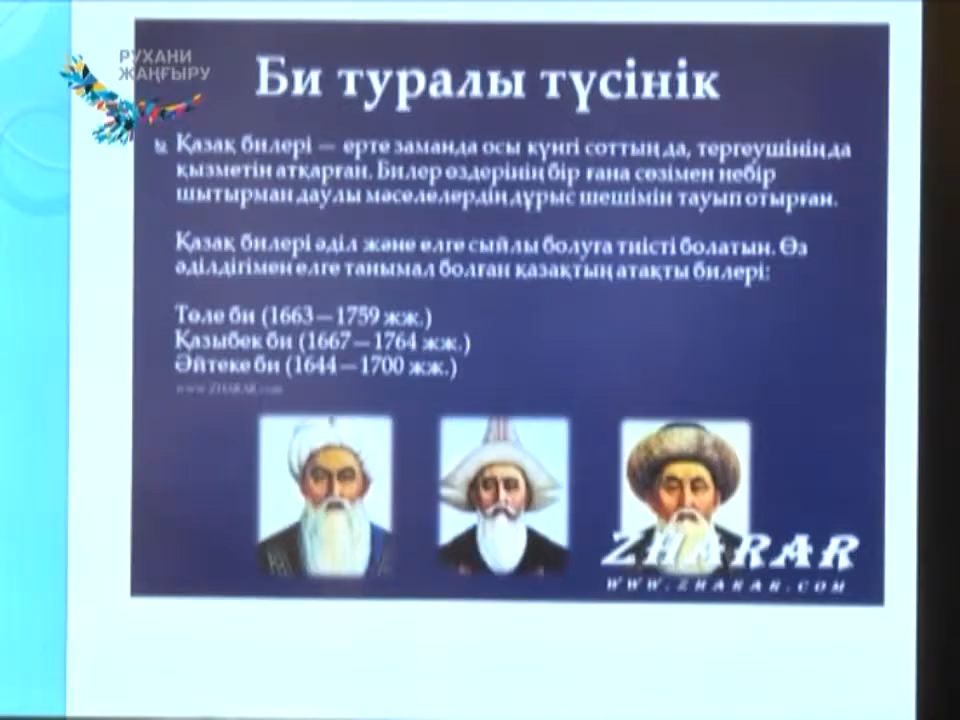 РУХАНИ
ЖАҢҒЫРУ
Би туралы түсінік
Қазақ билері — ерте заманда осы күнгі соттың да, тергеушінің да
қызметін атқарған. Билер өздерінің бір ғана сөзімен небір
шытырман даулы мәселелердің дұрыс шешімін тауып отырған.
Қазақ билері әділ және елге сыйлы болуға тиісті болатын. Өз
әділдігімен елге танымал болған қазақтың атақты билері:
Төле би (1663—1759 жж.)
Қазыбек би (1667—1764 жж.)
Әйтеке би (1644—1700 жж.)
www.ZHARAR.com
ZHARAR
WWW.ZHARAR.COM